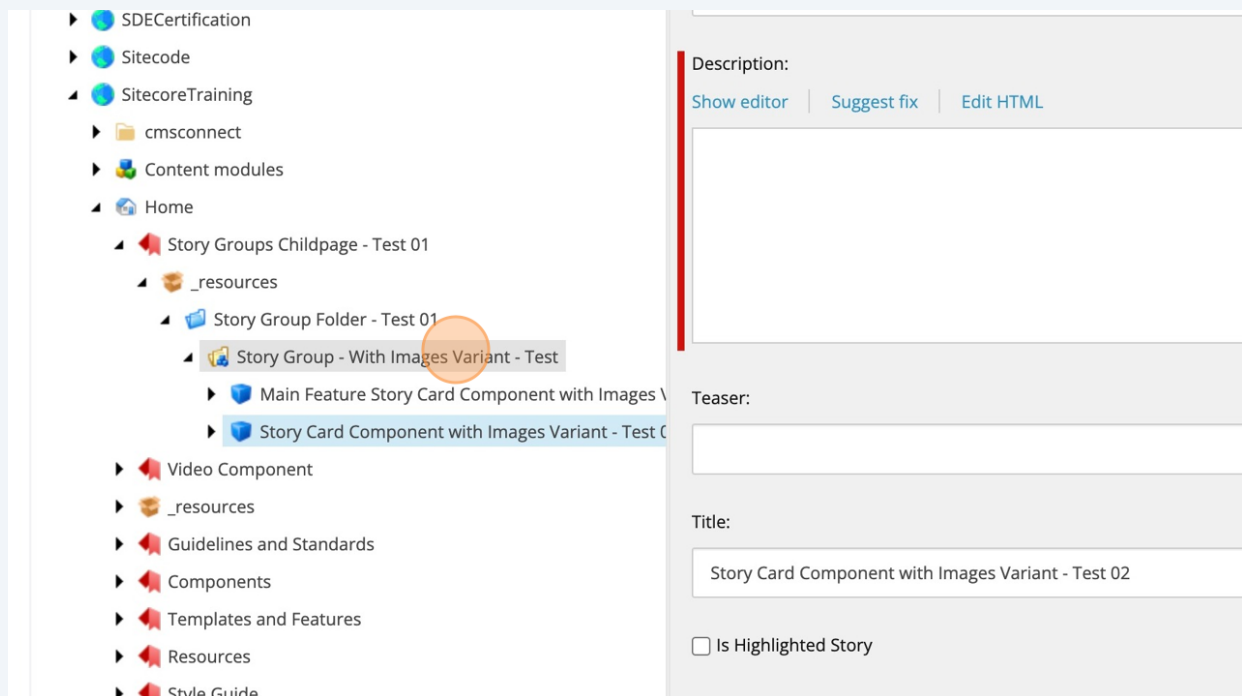 SDECertification
Sitecode
SitecoreTraining
cmsconnect
Content modules
Home
Story Groups Childpage - Test 01
_resources
Story Group Folder - Test 01
Story Group - With Images Variant - Test
Main Feature Story Card Component with Images
Story Card Component with Images Variant - Test
Video Component
_resources
Guidelines and Standards
Components
Templates and Features
Resources
Style Guide
Description:
Show editor
Suggest fix
Edit HTML
Teaser:
Title:
Story Card Component with Images Variant - Test 02
Is Highlighted Story